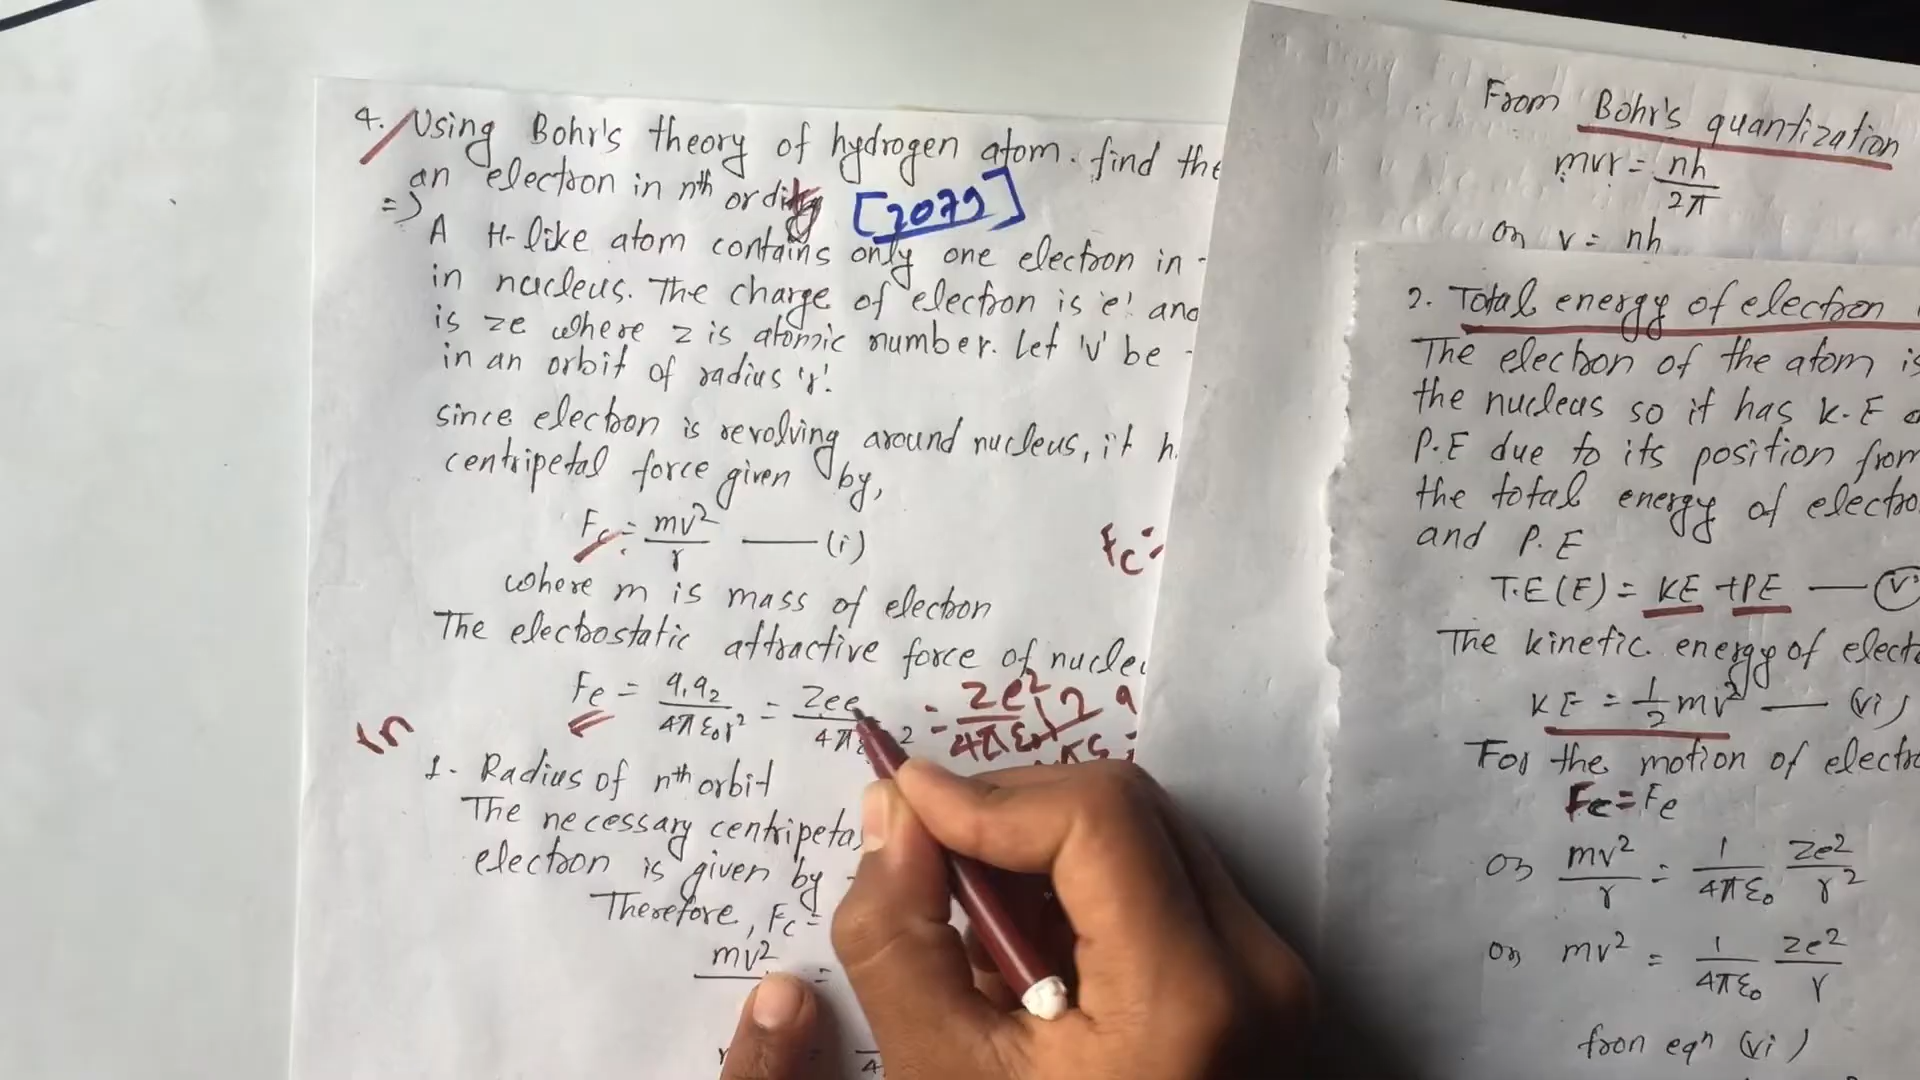 4. Using Bohr's theory of hydrogen atom. find the
an electron in nth ordi
[2079]
=>
A H-like atom contains only one electron in -
in nucleus. The charge of electron is 'e' and
is ze where z is atomic number. Let 'v' be -
in an orbit of radius 'r'.
since electron is revolving around nucleus, it h
centripetal force given by,
Fc = mv²/r —— (i)
Fc =
where m is mass of electron
The electrostatic attractive force of nucle
Fe = q₁q₂/4πε₀r² = Zee/4πε ² = Ze²/4πε₀
1. Radius of nth orbit
The necessary centripeta
electron is given by -
Therefore, Fc =
mv² =
From Bohr's quantization
mvr = nh/2π
or v = nh
2. Total energy of electron
The electron of the atom is
the nucleus so it has K.E
P.E due to its position from
the total energy of electro
and P.E
T.E (E) = KE + PE —— (v
The kinetic energy of elect
KE = ½ mv² —— (vi)
For the motion of electr
Fc = Fe
or mv²/r = 1/4πε₀ ze²/r²
or mv² = 1/4πε₀ ze²/r
from eqn (vi)